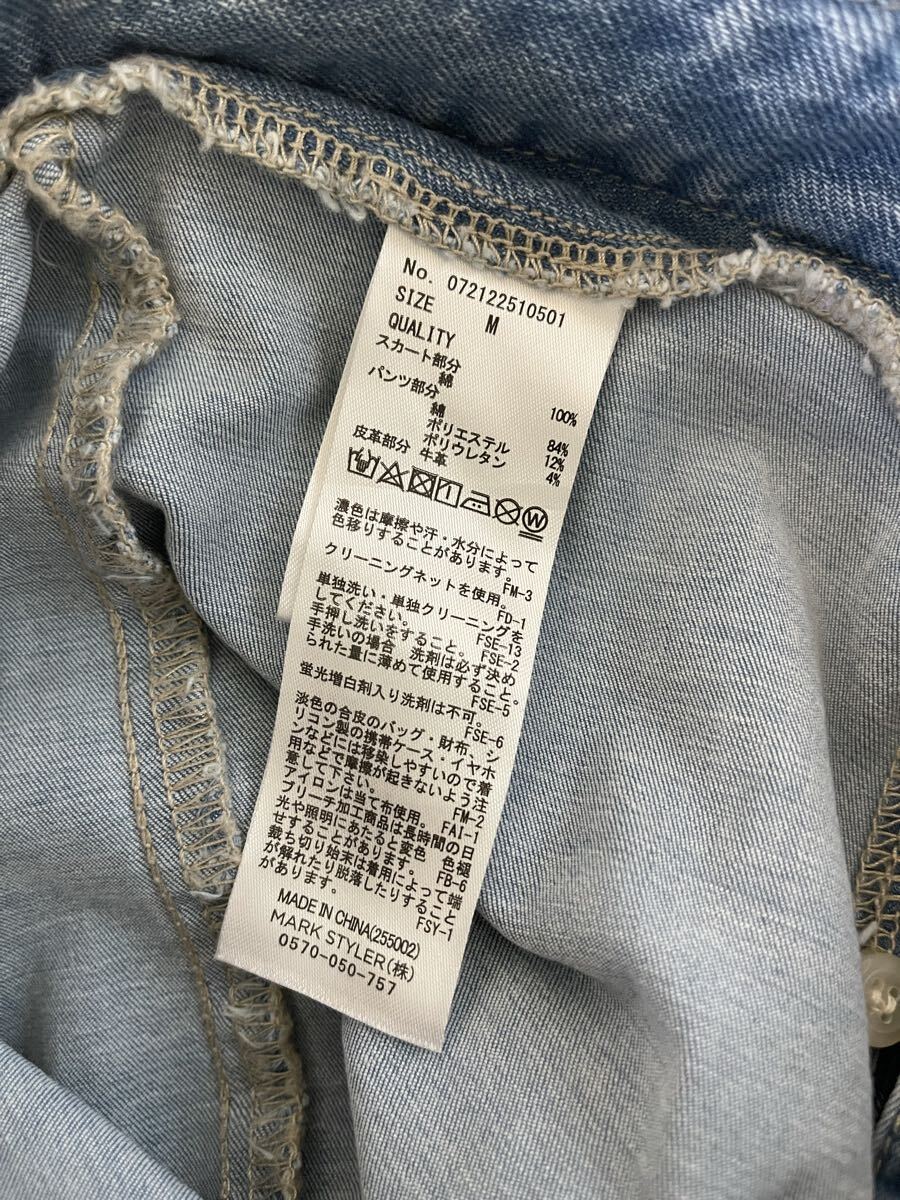 No. 072122510501
SIZE M
QUALITY
スカート部分
綿 100%
パンツ部分
綿 84%
ポリエステル 12%
ポリウレタン 4%
皮革部分 牛革
W
濃色は摩擦や汗・水分によって
色移りすることがあります。
FM-3
クリーニングネットを使用。
FD-1
単独洗い・単独クリーニングを
してください。 FSE-13
手押し洗いをすること。 FSE-2
手洗いの場合 洗剤は必ず決め
られた量に薄めて使用すること。
FSE-5
蛍光増白剤入り洗剤は不可。
FSE-6
淡色の合皮のバッグ・財布、シ
リコン製の携帯ケース・イヤホ
ンなどには移染しやすいので着
用などで摩擦が起きないよう注
意して下さい。 FM-2
アイロンは当て布使用。 FAI-1
ブリーチ加工商品は長時間の日
光や照明にあたると変色 色褪
せすることがあります。 FB-6
裁ち切り始末は着用によって端
が解れたり脱落したりすること
があります。 FSY-1
MADE IN CHINA(255002)
MARK STYLER(株)
0570-050-757